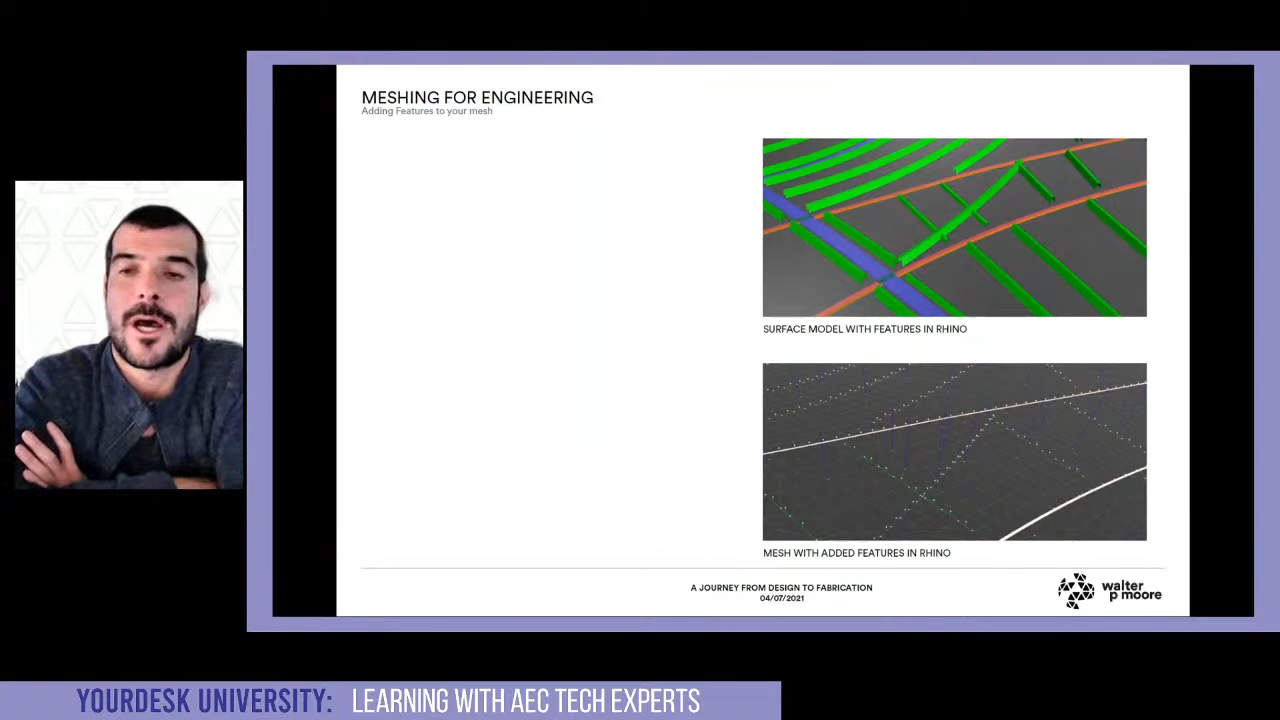 MESHING FOR ENGINEERING
Adding Features to your mesh
SURFACE MODEL WITH FEATURES IN RHINO
MESH WITH ADDED FEATURES IN RHINO
A JOURNEY FROM DESIGN TO FABRICATION
04/07/2021
walter
p moore
YOURDESK UNIVERSITY: LEARNING WITH AEC TECH EXPERTS